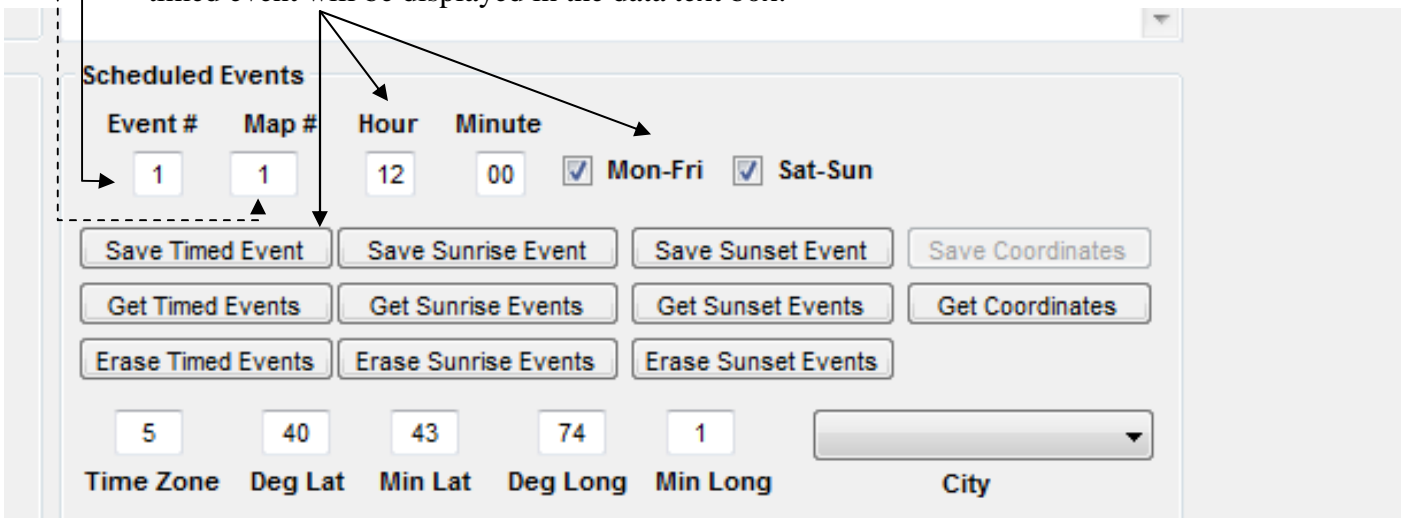 timed event will be displayed in the data text box.
Scheduled Events
Event # Map # Hour Minute
1 1 12 00 Mon-Fri Sat-Sun
Save Timed Event Save Sunrise Event Save Sunset Event Save Coordinates
Get Timed Events Get Sunrise Events Get Sunset Events Get Coordinates
Erase Timed Events Erase Sunrise Events Erase Sunset Events
5 40 43 74 1
Time Zone Deg Lat Min Lat Deg Long Min Long City